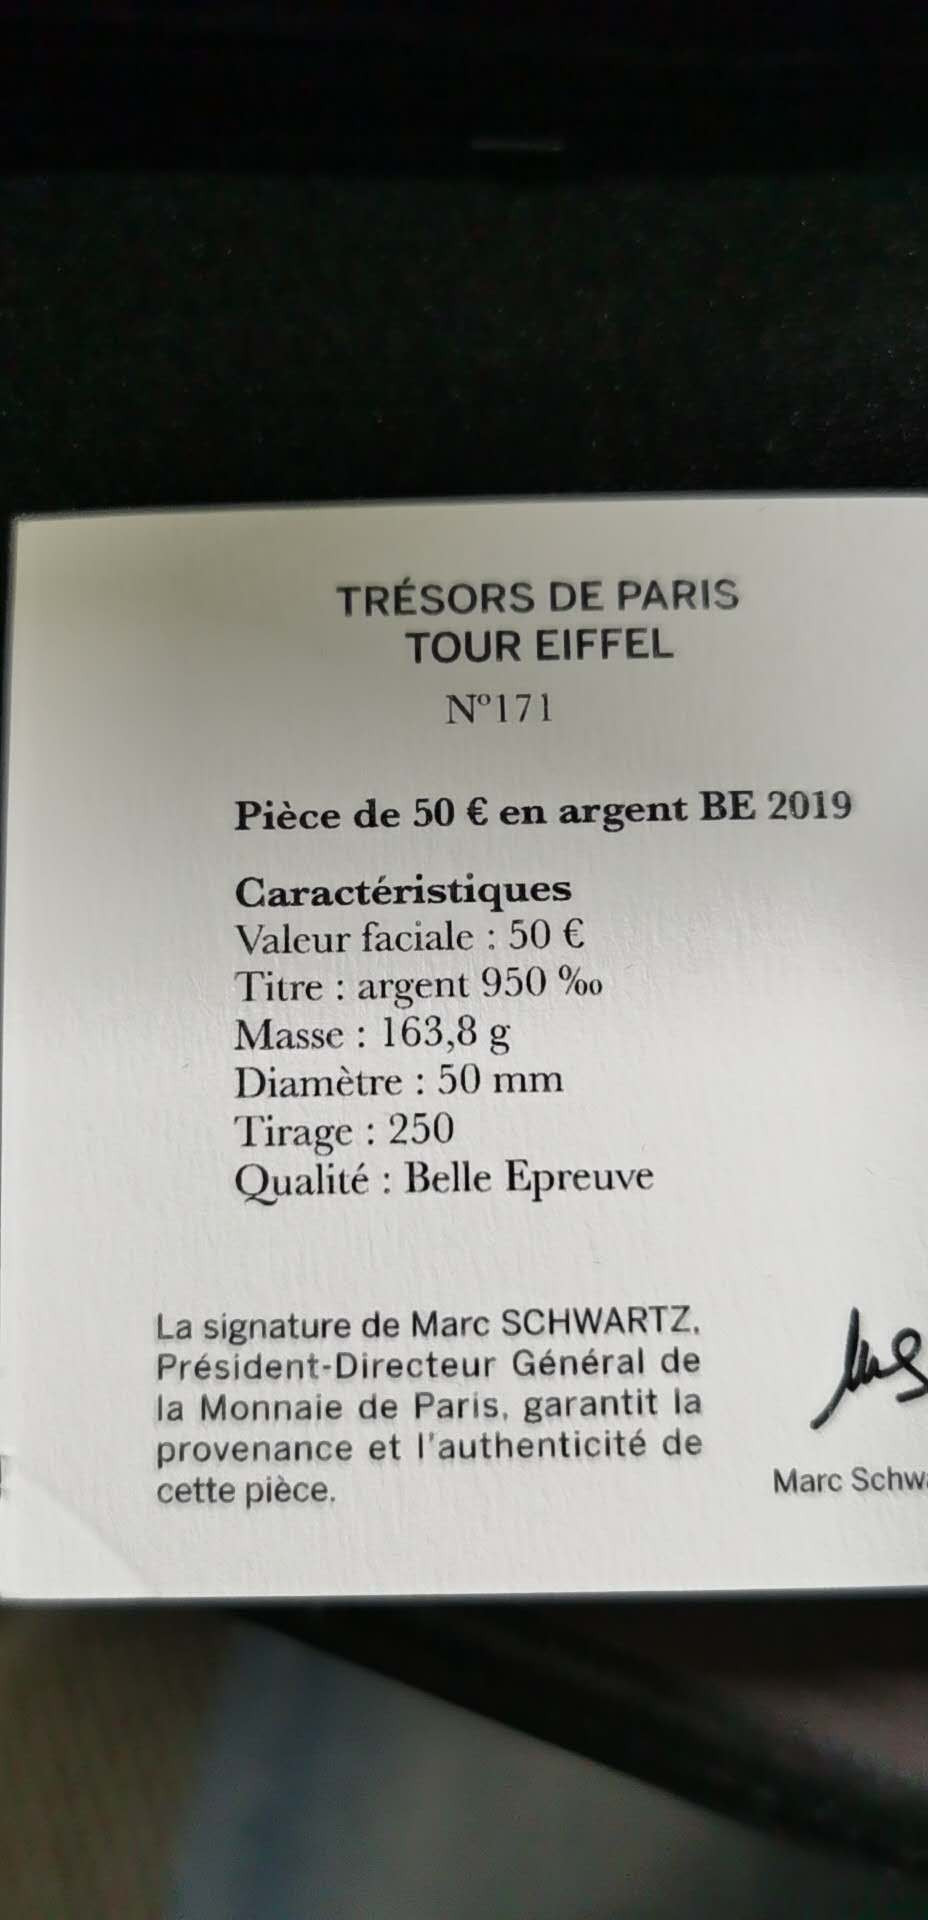 TRÉSORS DE PARIS
TOUR EIFFEL
N°171
Pièce de 50 € en argent BE 2019
Caractéristiques
Valeur faciale : 50 €
Titre : argent 950 ‰
Masse : 163,8 g
Diamètre : 50 mm
Tirage : 250
Qualité : Belle Epreuve
La signature de Marc SCHWARTZ,
Président-Directeur Général de
la Monnaie de Paris, garantit la
provenance et l'authenticité de
cette pièce.
Marc